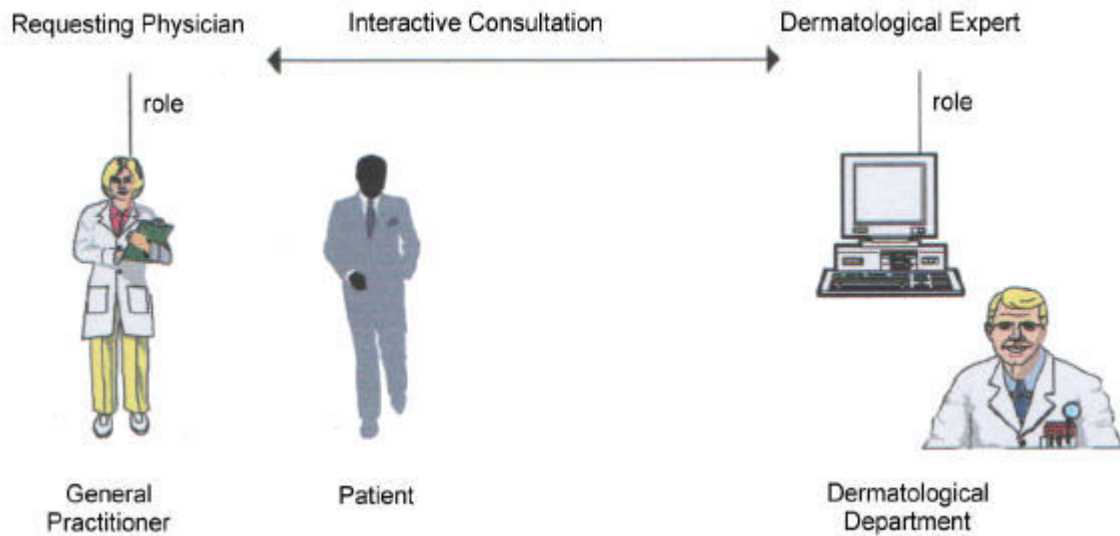 Requesting Physician
Interactive Consultation
Dermatological Expert
role
role
General
Practitioner
Patient
Dermatological
Department